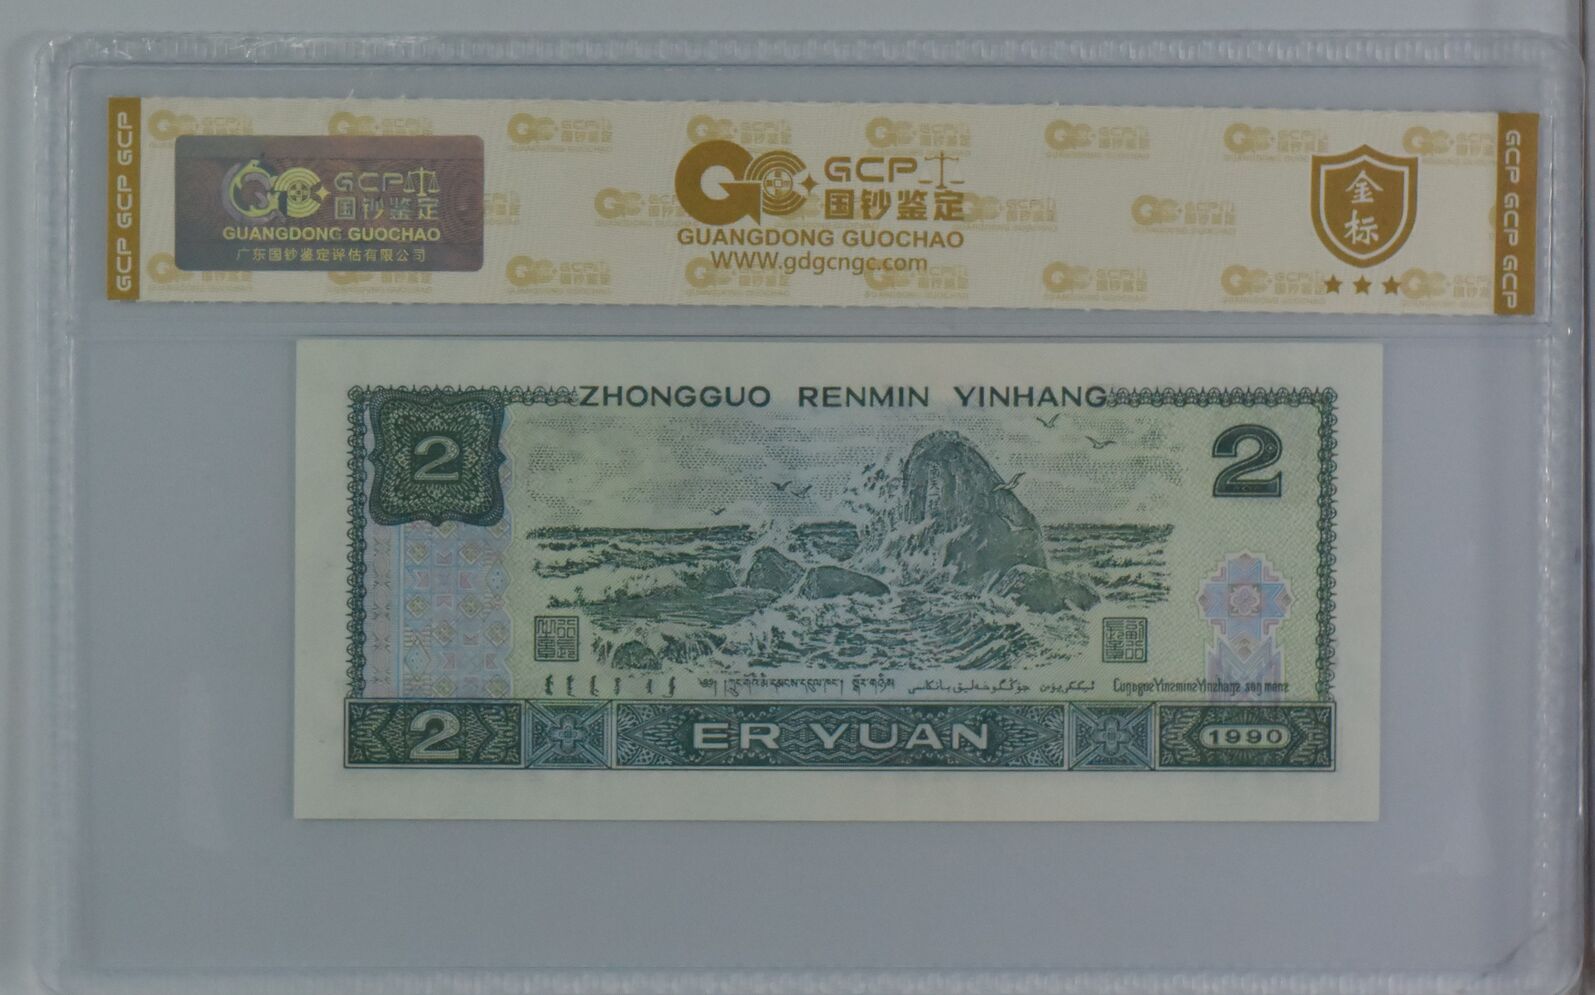 GCP GCP GCP
GCP
国钞鉴定
GUANGDONG GUOCHAO
广东国钞鉴定评估有限公司
GCP
国钞鉴定
GUANGDONG GUOCHAO
www.gdgcngc.com
金
标
GCP GCP GCP
ZHONGGUO RENMIN YINHANG
2
2
2
ER YUAN
1990